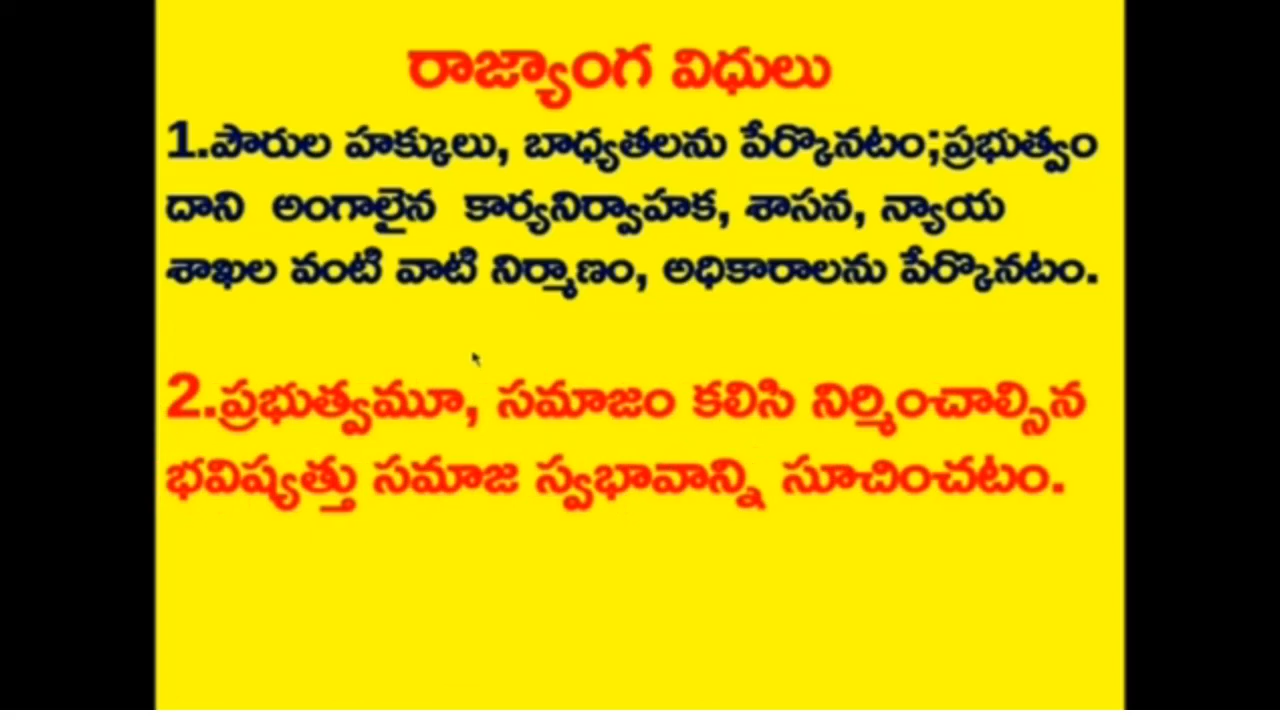 రాజ్యాంగ విధులు
1.పౌరుల హక్కులు, బాధ్యతలను పేర్కొనటం;ప్రభుత్వం
దాని అంగాలైన కార్యనిర్వాహక, శాసన, న్యాయ
శాఖల వంటి వాటి నిర్మాణం, అధికారాలను పేర్కొనటం.
2.ప్రభుత్వమూ, సమాజం కలిసి నిర్మించాల్సిన
భవిష్యత్తు సమాజ స్వభావాన్ని సూచించటం.